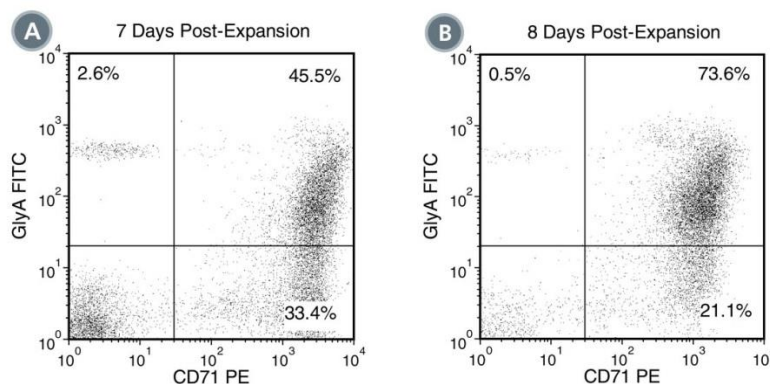 A
7 Days Post-Expansion
10^4
10^3
10^2
10^1
10^0
GlyA FITC
2.6%
45.5%
33.4%
10^0 10^1 10^2 10^3 10^4
CD71 PE
B
8 Days Post-Expansion
10^4
10^3
10^2
10^1
10^0
GlyA FITC
0.5%
73.6%
21.1%
10^0 10^1 10^2 10^3 10
CD71 PE